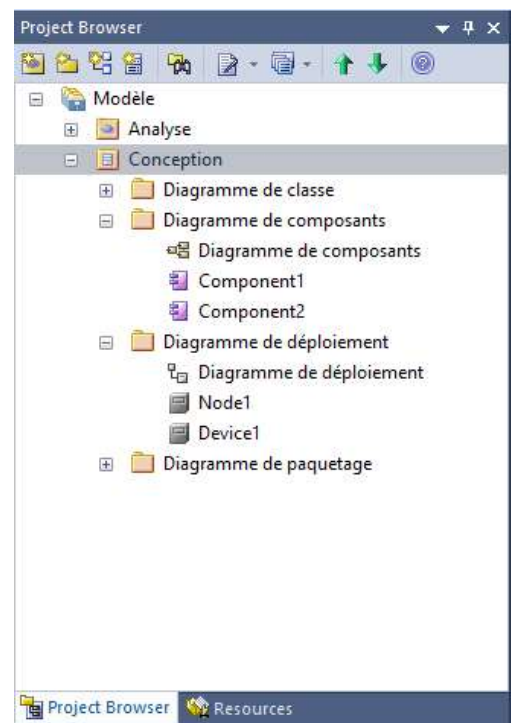 Project Browser
Modèle
Analyse
Conception
Diagramme de classe
Diagramme de composants
Diagramme de composants
Component1
Component2
Diagramme de déploiement
Diagramme de déploiement
Node1
Device1
Diagramme de paquetage
Project Browser Resources